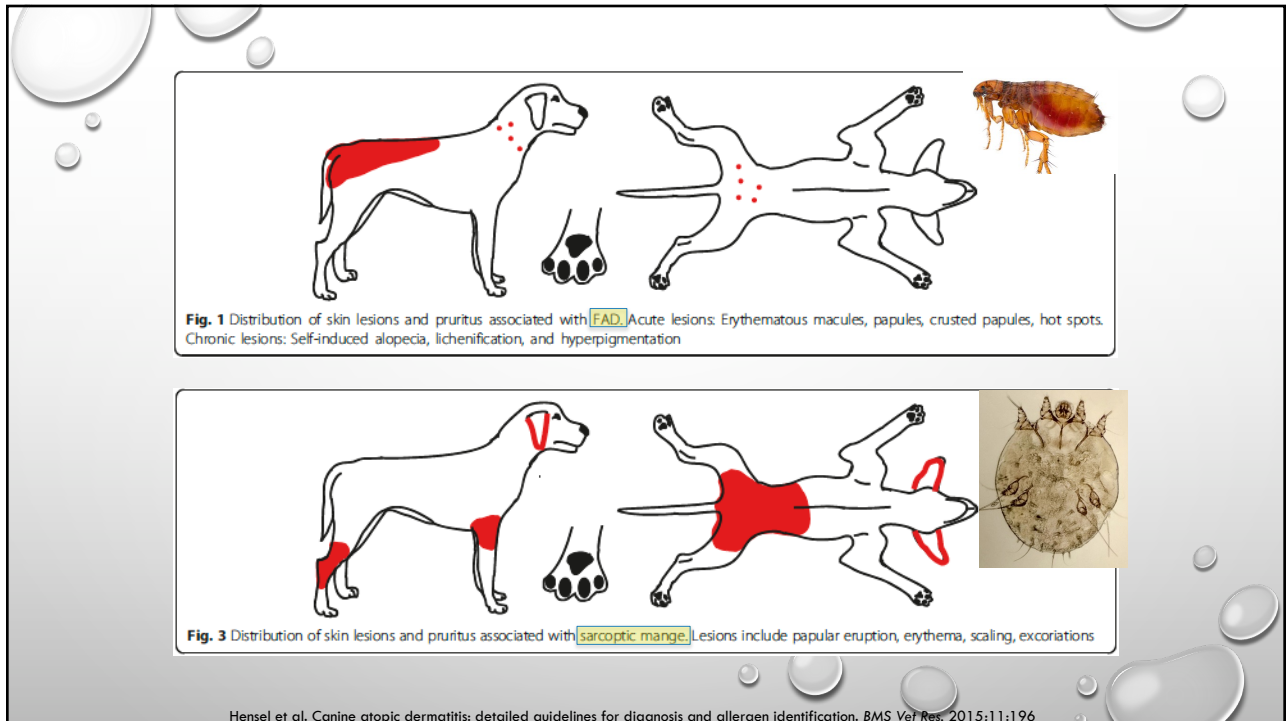 Fig. 1 Distribution of skin lesions and pruritus associated with FAD. Acute lesions: Erythematous macules, papules, crusted papules, hot spots.
Chronic lesions: Self-induced alopecia, lichenification, and hyperpigmentation
Fig. 3 Distribution of skin lesions and pruritus associated with sarcoptic mange. Lesions include papular eruption, erythema, scaling, excoriations
Hensel et al. Canine atopic dermatitis: detailed guidelines for diagnosis and allergen identification. BMS Vet Res. 2015:11:196